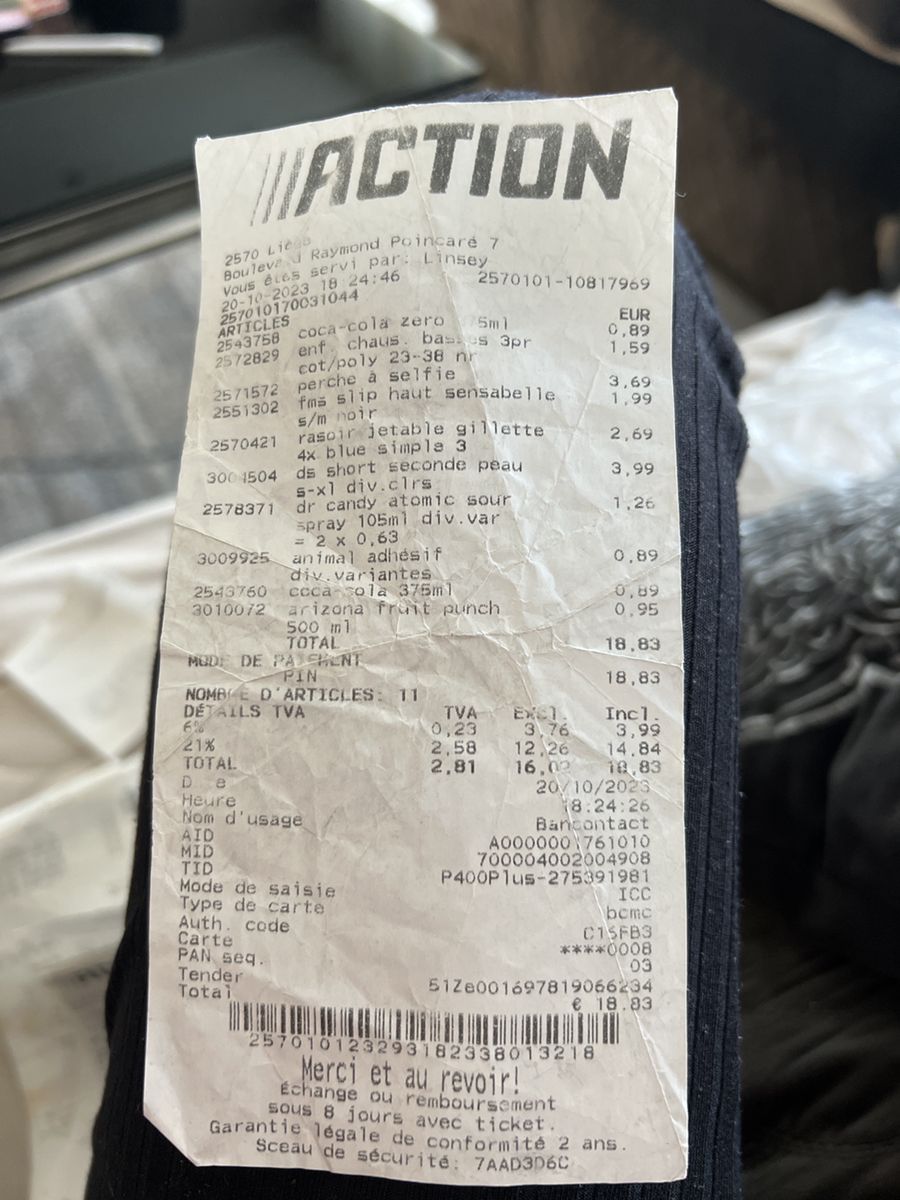 ACTION
2570 Liège
Raymond Poincaré 7
Vous êtes servi par: Linsey
20-10-2023 18:24:46 2570101-10817969
257010170031044
ARTICLES EUR
2543758 coca-cola zero 0,89
2572829 enf. chaus. 3pr 1,59
cot/poly 23-38 nr
2571572 perche à selfie 3,69
2551302 fms slip haut sensabelle 1,99
s/m noir
2570421 rasoir jetable gillette 2,69
4x blue simple 3
ds short seconde peau 3,99
s-xl div.clrs
2578371 dr candy atomic sour 1,26
spray 105ml div.var
= 2 x 0,63
3009925 animal adhésif 0,89
div.variantes
2543760 coca-cola 375ml 0,89
3010072 arizona fruit punch 0,95
500 ml
TOTAL 18,83
MODE DE PAIEMENT
PIN 18,83
NOMBRE D'ARTICLES: 11
DÉTAILS TVA TVA Excl. Incl.
6% 0,23 3,76 3,99
21% 2,58 12,26 14,84
TOTAL 2,81 16,02 18,83
20/10/2023
Heure 18:24:26
Nom d'usage Bancontact
AID A0000001761010
MID 700004002004908
TID P400Plus-275391981
Mode de saisie ICC
Type de carte bcmc
Auth. code C16FB3
Carte ****0008
PAN seq. 03
Tender 51Ze001697819066234
Total € 18.83
257010123293182338013218
Merci et au revoir!
Échange ou remboursement
sous 8 jours avec ticket.
Garantie légale de conformité 2 ans.
Sceau de sécurité: 7AAD3D6C